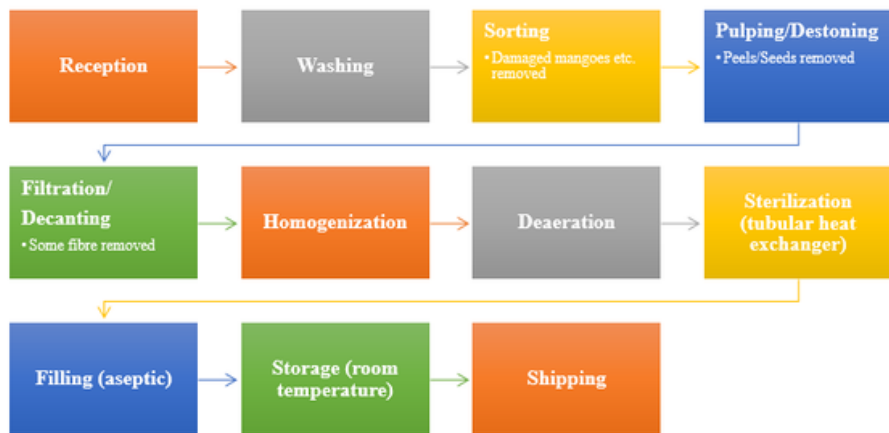 Reception
Washing
Sorting
• Damaged mangoes etc.
removed
Pulping/Destoning
• Peels/Seeds removed
Filtration/
Decanting
• Some fibre removed
Homogenization
Deaeration
Sterilization
(tubular heat
exchanger)
Filling (aseptic)
Storage (room
temperature)
Shipping